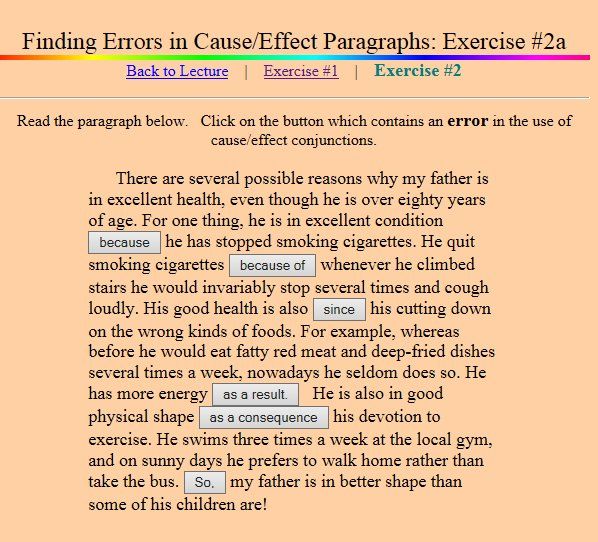 Finding Errors in Cause/Effect Paragraphs: Exercise #2a
Back to Lecture | Exercise #1 | Exercise #2
Read the paragraph below. Click on the button which contains an error in the use of
cause/effect conjunctions.
There are several possible reasons why my father is
in excellent health, even though he is over eighty years
of age. For one thing, he is in excellent condition
because he has stopped smoking cigarettes. He quit
smoking cigarettes because of whenever he climbed
stairs he would invariably stop several times and cough
loudly. His good health is also since his cutting down
on the wrong kinds of foods. For example, whereas
before he would eat fatty red meat and deep-fried dishes
several times a week, nowadays he seldom does so. He
has more energy as a result. He is also in good
physical shape as a consequence his devotion to
exercise. He swims three times a week at the local gym,
and on sunny days he prefers to walk home rather than
take the bus. So, my father is in better shape than
some of his children are!